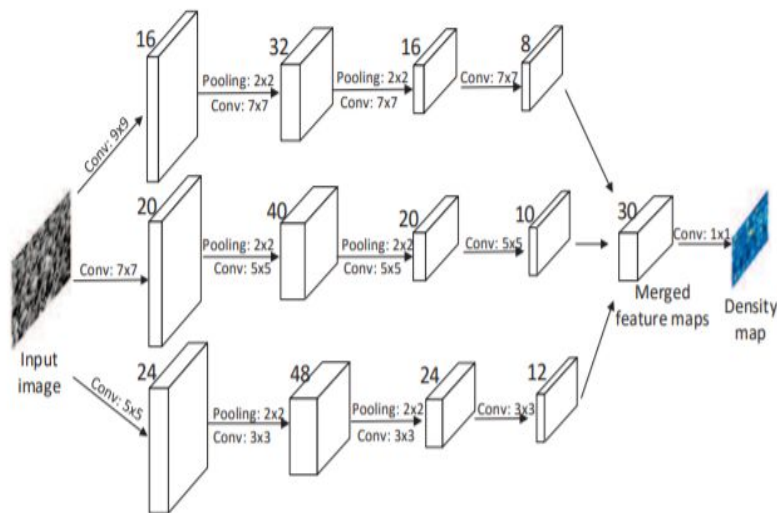 16
32
16
8
Pooling: 2x2
Pooling: 2x2
Conv: 7x7
Conv: 7x7
Conv: 7x7
Conv: 9x9
20
40
20
10
30
Pooling: 2x2
Pooling: 2x2
Conv: 5x5
Conv: 1x1
Conv: 7x7
Conv: 5x5
Conv: 5x5
Merged
feature maps
Density
map
Input
image
24
48
24
12
Conv: 5x5
Pooling: 2x2
Pooling: 2x2
Conv: 3x3
Conv: 3x3
Conv: 3x3